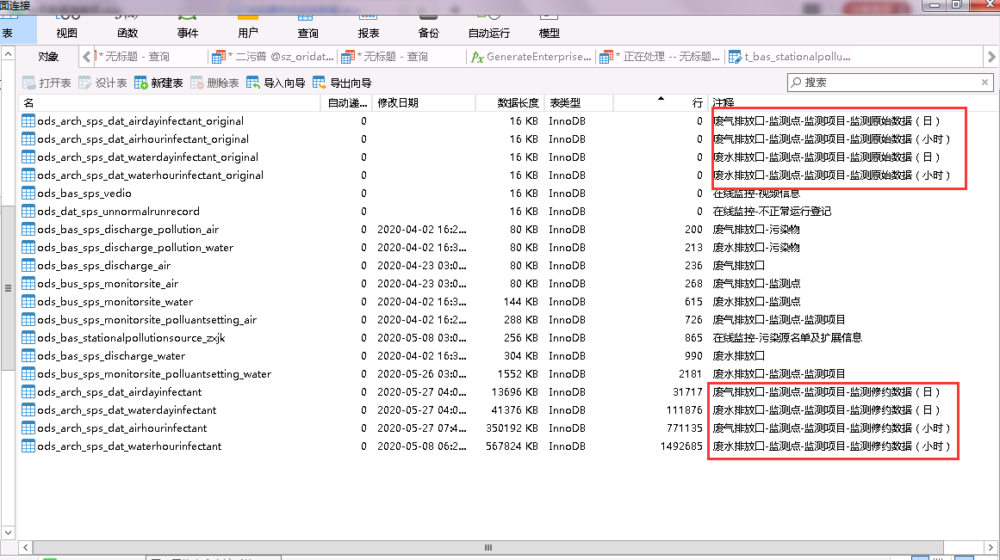 面连接
表 视图 函数 事件 用户 查询 报表 备份 自动运行 模型
对象 * 无标题 - 查询 * 二污普 @sz_oridat... * 无标题 - 查询 GenerateEnterprise... * 正在处理 -- 无标题... t_bas_stationalpollu...
打开表 设计表 新建表 删除表 导入向导 导出向导 搜索
名 自动递... 修改日期 数据长度 表类型 行 注释
ods_arch_sps_dat_airdayinfectant_original 0 16 KB InnoDB 0 废气排放口-监测点-监测项目-监测原始数据（日）
ods_arch_sps_dat_airhourinfectant_original 0 16 KB InnoDB 0 废气排放口-监测点-监测项目-监测原始数据（小时）
ods_arch_sps_dat_waterdayinfectant_original 0 16 KB InnoDB 0 废水排放口-监测点-监测项目-监测原始数据（日）
ods_arch_sps_dat_waterhourinfectant_original 0 16 KB InnoDB 0 废水排放口-监测点-监测项目-监测原始数据（小时）
ods_bas_sps_vedio 0 16 KB InnoDB 0 在线监控-视频信息
ods_dat_sps_unnormalrunrecord 0 16 KB InnoDB 0 在线监控-不正常运行登记
ods_bas_sps_discharge_pollution_air 0 2020-04-02 16:2... 80 KB InnoDB 200 废气排放口-污染物
ods_bas_sps_discharge_pollution_water 0 2020-04-02 16:3... 80 KB InnoDB 213 废水排放口-污染物
ods_bas_sps_discharge_air 0 2020-04-23 03:0... 80 KB InnoDB 236 废气排放口
ods_bus_sps_monitorsite_air 0 2020-04-23 03:0... 80 KB InnoDB 268 废气排放口-监测点
ods_bus_sps_monitorsite_water 0 2020-04-02 16:3... 144 KB InnoDB 615 废水排放口-监测点
ods_bus_sps_monitorsite_polluantsetting_air 0 2020-04-02 16:2... 288 KB InnoDB 726 废气排放口-监测点-监测项目
ods_bas_stationalpollutionsource_zxjk 0 2020-05-08 03:0... 256 KB InnoDB 865 在线监控-污染源名单及扩展信息
ods_bas_sps_discharge_water 0 2020-04-02 16:3... 304 KB InnoDB 990 废水排放口
ods_bus_sps_monitorsite_polluantsetting_water 0 2020-05-26 03:0... 1552 KB InnoDB 2181 废水排放口-监测点-监测项目
ods_arch_sps_dat_airdayinfectant 0 2020-05-27 04:0... 13696 KB InnoDB 31717 废气排放口-监测点-监测项目-监测修约数据（日）
ods_arch_sps_dat_waterdayinfectant 0 2020-05-27 04:0... 41376 KB InnoDB 111876 废水排放口-监测点-监测项目-监测修约数据（日）
ods_arch_sps_dat_airhourinfectant 0 2020-05-27 07:4... 350192 KB InnoDB 771135 废气排放口-监测点-监测项目-监测修约数据（小时）
ods_arch_sps_dat_waterhourinfectant 0 2020-05-08 06:2... 567824 KB InnoDB 1492685 废水排放口-监测点-监测项目-监测修约数据（小时）